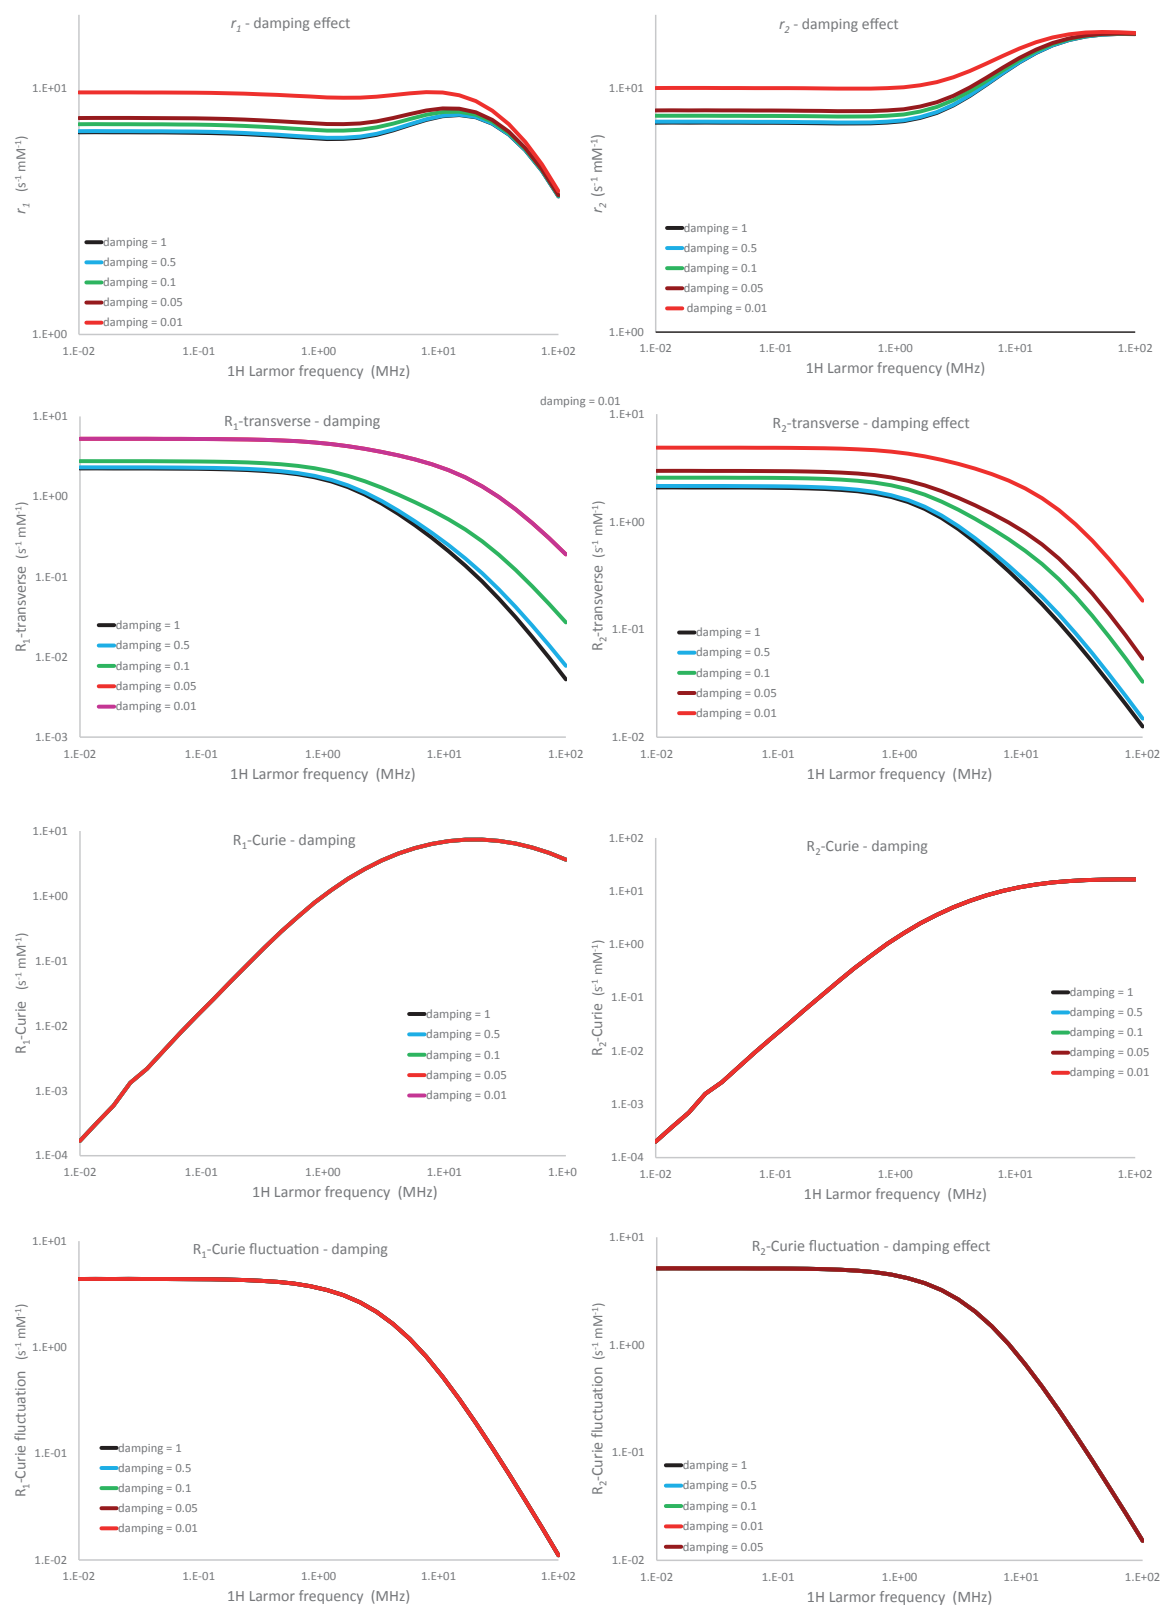 r₁ - damping effect
1.E+01
1.E+00
r₁ (s⁻¹ mM⁻¹)
damping = 1
damping = 0.5
damping = 0.1
damping = 0.05
damping = 0.01
1.E-02 1.E-01 1.E+00 1.E+01 1.E+02
1H Larmor frequency (MHz)
r₂ - damping effect
1.E+01
1.E+00
r₂ (s⁻¹ mM⁻¹)
damping = 1
damping = 0.5
damping = 0.1
damping = 0.05
damping = 0.01
1.E-02 1.E-01 1.E+00 1.E+01 1.E+02
1H Larmor frequency (MHz)
damping = 0.01
R₁-transverse - damping
1.E+01
1.E+00
1.E-01
1.E-02
1.E-03
R₁-transverse (s⁻¹ mM⁻¹)
damping = 1
damping = 0.5
damping = 0.1
damping = 0.05
damping = 0.01
1.E-02 1.E-01 1.E+00 1.E+01 1.E+02
1H Larmor frequency (MHz)
R₂-transverse - damping effect
1.E+01
1.E+00
1.E-01
1.E-02
R₂-transverse (s⁻¹ mM⁻¹)
damping = 1
damping = 0.5
damping = 0.1
damping = 0.05
damping = 0.01
1.E-02 1.E-01 1.E+00 1.E+01 1.E+02
1H Larmor frequency (MHz)
R₁-Curie - damping
1.E+01
1.E+00
1.E-01
1.E-02
1.E-03
1.E-04
R₁-Curie (s⁻¹ mM⁻¹)
damping = 1
damping = 0.5
damping = 0.1
damping = 0.05
damping = 0.01
1.E-02 1.E-01 1.E+00 1.E+01 1.E+0
1H Larmor frequency (MHz)
R₂-Curie - damping
1.E+02
1.E+01
1.E+00
1.E-01
1.E-02
1.E-03
1.E-04
R₂-Curie (s⁻¹ mM⁻¹)
damping = 1
damping = 0.5
damping = 0.1
damping = 0.05
damping = 0.01
1.E-02 1.E-01 1.E+00 1.E+01 1.E+02
1H Larmor frequency (MHz)
R₁-Curie fluctuation - damping
1.E+01
1.E+00
1.E-01
1.E-02
R₁-Curie fluctuation (s⁻¹ mM⁻¹)
damping = 1
damping = 0.5
damping = 0.1
damping = 0.05
damping = 0.01
1.E-02 1.E-01 1.E+00 1.E+01 1.E+02
1H Larmor frequency (MHz)
R₂-Curie fluctuation - damping effect
1.E+01
1.E+00
1.E-01
1.E-02
R₂-Curie fluctuation (s⁻¹ mM⁻¹)
damping = 1
damping = 0.5
damping = 0.1
damping = 0.01
damping = 0.05
1.E-02 1.E-01 1.E+00 1.E+01 1.E+02
1H Larmor frequency (MHz)